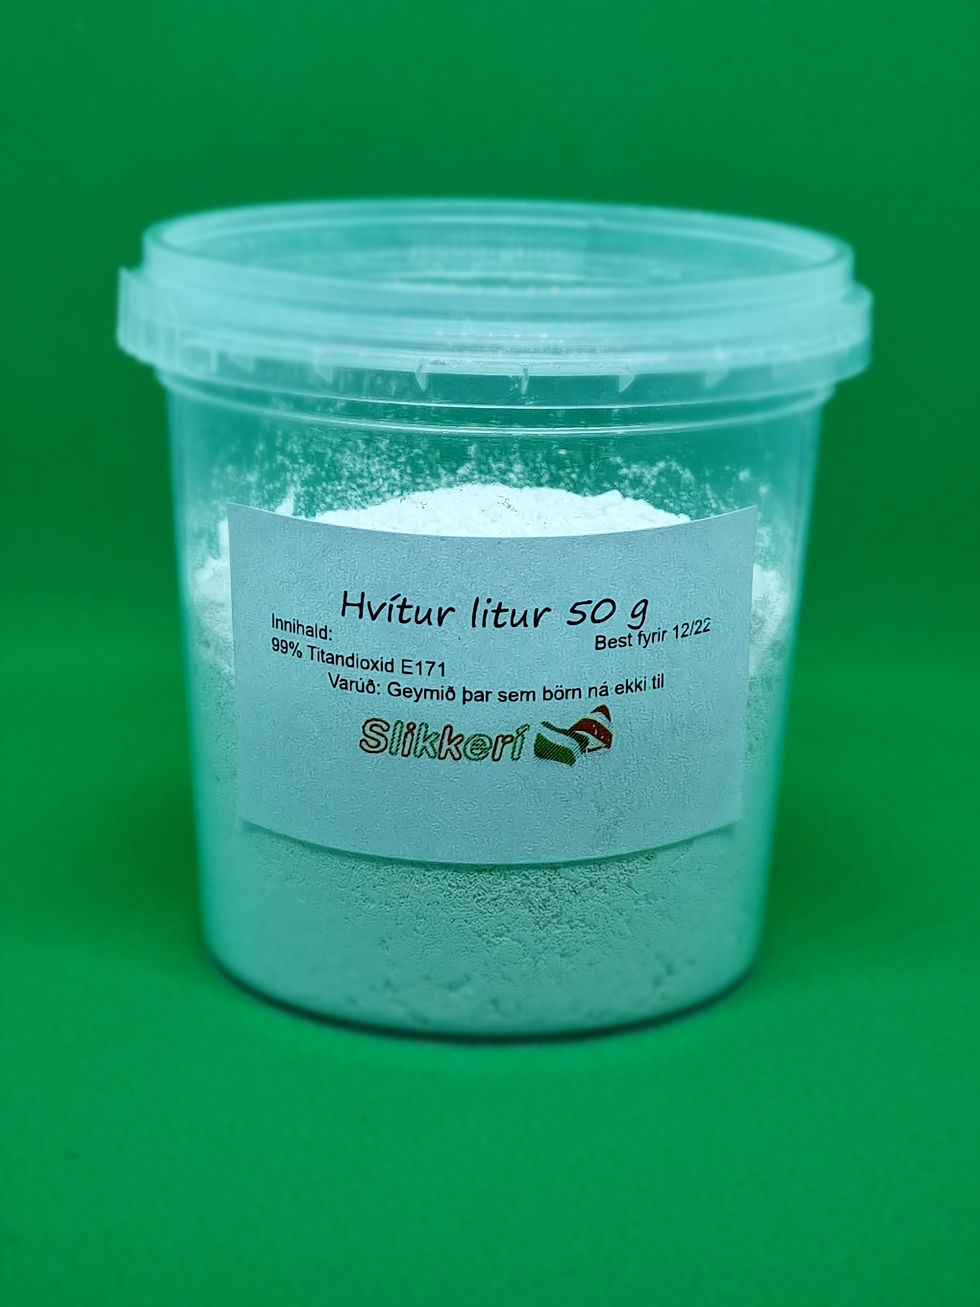 Hvítur litur 50 g
Innihald:
Best fyrir 12/22
99% Titandioxid E171
Varúð: Geymið þar sem börn ná ekki til
Slikkerí